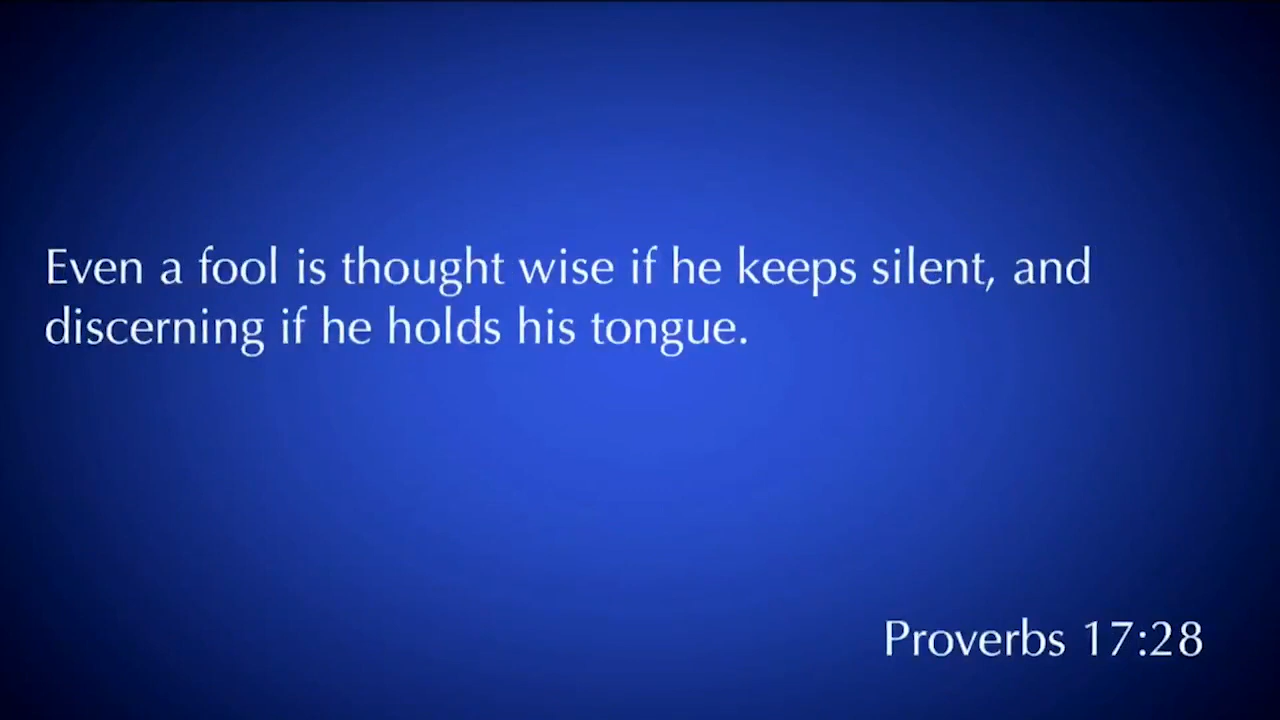 Even a fool is thought wise if he keeps silent, and
discerning if he holds his tongue.
Proverbs 17:28